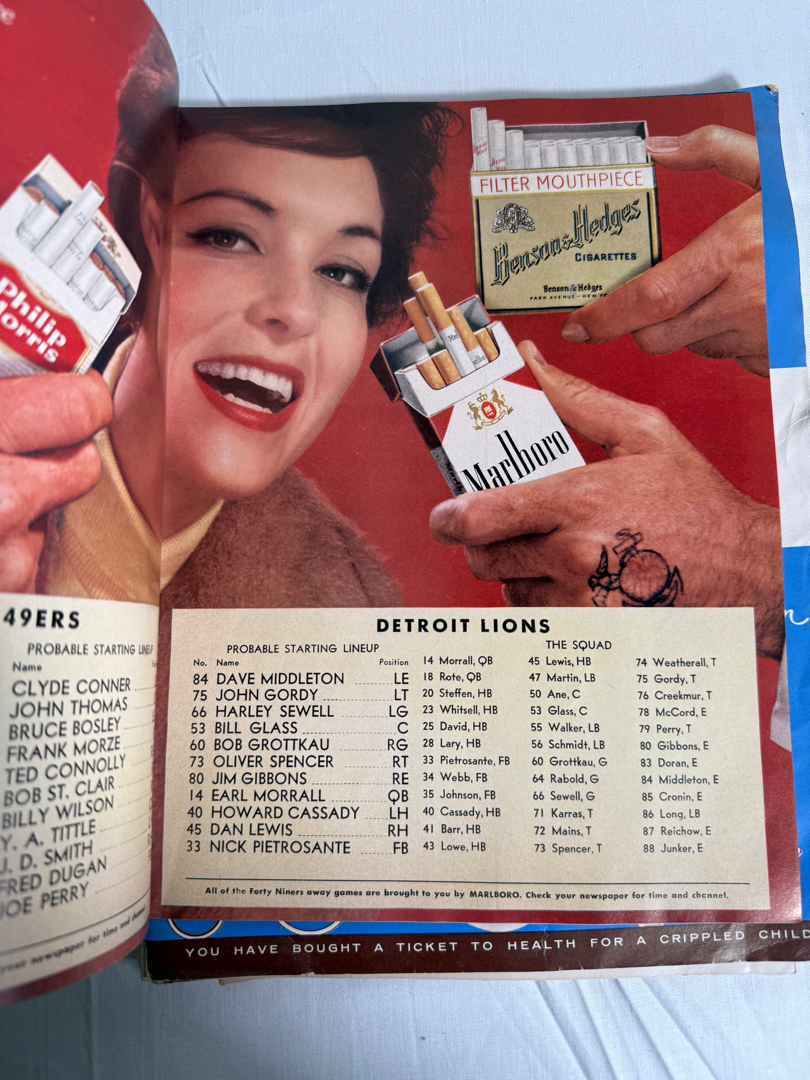 Philip
Morris
49ERS
PROBABLE STARTING LINEUP
Name
CLYDE CONNER
JOHN THOMAS
BRUCE BOSLEY
FRANK MORZE
TED CONNOLLY
BOB ST. CLAIR
BILLY WILSON
Y. A. TITTLE
J. D. SMITH
FRED DUGAN
JOE PERRY
your newspaper for time and channel.
FILTER MOUTHPIECE
Benson & Hedges
CIGARETTES
Benson & Hedges
PARK AVENUE - NEW YORK
Marlboro
DETROIT LIONS
PROBABLE STARTING LINEUP
No. Name Position
84 DAVE MIDDLETON LE
75 JOHN GORDY LT
66 HARLEY SEWELL LG
53 BILL GLASS C
60 BOB GROTTKAU RG
73 OLIVER SPENCER RT
80 JIM GIBBONS RE
14 EARL MORRALL QB
40 HOWARD CASSADY LH
45 DAN LEWIS RH
33 NICK PIETROSANTE FB
THE SQUAD
14 Morrall, QB
18 Rote, QB
20 Steffen, HB
23 Whitsell, HB
25 David, HB
28 Lary, HB
33 Pietrosante, FB
34 Webb, FB
35 Johnson, FB
40 Cassady, HB
41 Barr, HB
43 Lowe, HB
45 Lewis, HB
47 Martin, LB
50 Ane, C
53 Glass, C
55 Walker, LB
56 Schmidt, LB
60 Grottkau, G
64 Rabold, G
66 Sewell, G
71 Karras, T
72 Mains, T
73 Spencer, T
74 Weatherall, T
75 Gordy, T
76 Creekmur, T
78 McCord, E
79 Perry, T
80 Gibbons, E
83 Doran, E
84 Middleton, E
85 Cronin, E
86 Long, LB
87 Reichow, E
88 Junker, E
All of the Forty Niners away games are brought to you by MARLBORO. Check your newspaper for time and channel.
YOU HAVE BOUGHT A TICKET TO HEALTH FOR A CRIPPLED CHILD